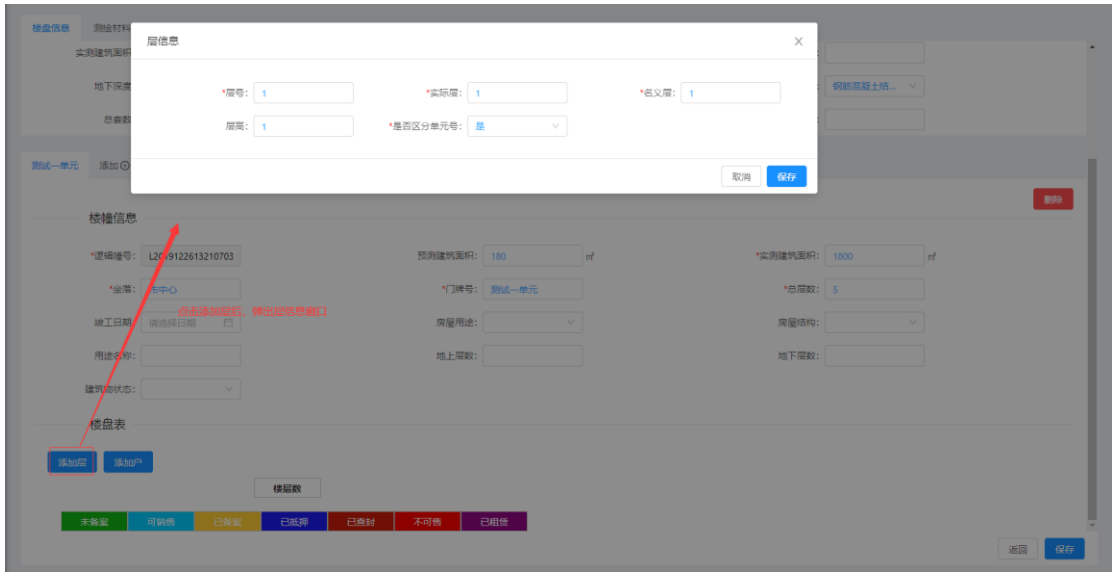 楼盘信息 测绘材料
层信息 X
实测建筑面积
地下深度 钢筋混凝土结...
总套数
*层号: 1 *实际层: 1 *名义层: 1
层高: 1 *是否区分单元号: 是
取消 保存
测试一单元 添加
删除
楼幢信息
*逻辑幢号: L2019122613210703 预测建筑面积: 180 ㎡ *实测建筑面积: 1800 ㎡
*坐落: 市中心 *门牌号: 测试一单元 *总层数: 5
点击添加层后,弹出层信息窗口
竣工日期: 请选择日期 房屋用途: 房屋结构:
用途名称: 地上层数: 地下层数:
建筑物状态:
楼盘表
添加层 添加户
楼层数
未备案 可销售 已备案 已抵押 已查封 不可售 已租赁
返回 保存